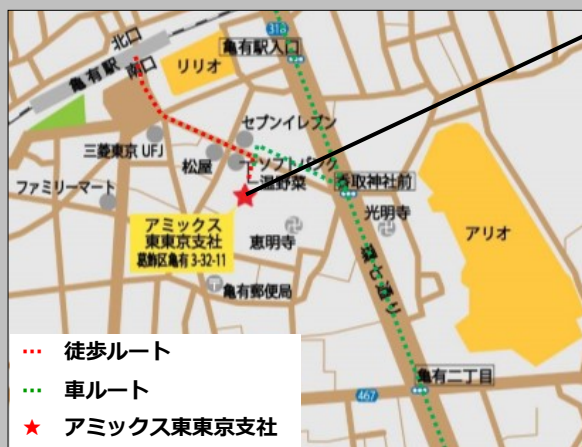 318
北口
亀有駅入口
南口
亀有駅
リリオ
セブンイレブン
三菱東京UFJ
松屋
ソフトバンク
温野菜
香取神社前
ファミリーマート
光明寺
アミックス
東東京支社
葛飾区亀有3-32-11
恵明寺
アリオ
環七通り
亀有郵便局
徒歩ルート
亀有二丁目
車ルート
467
アミックス東東京支社